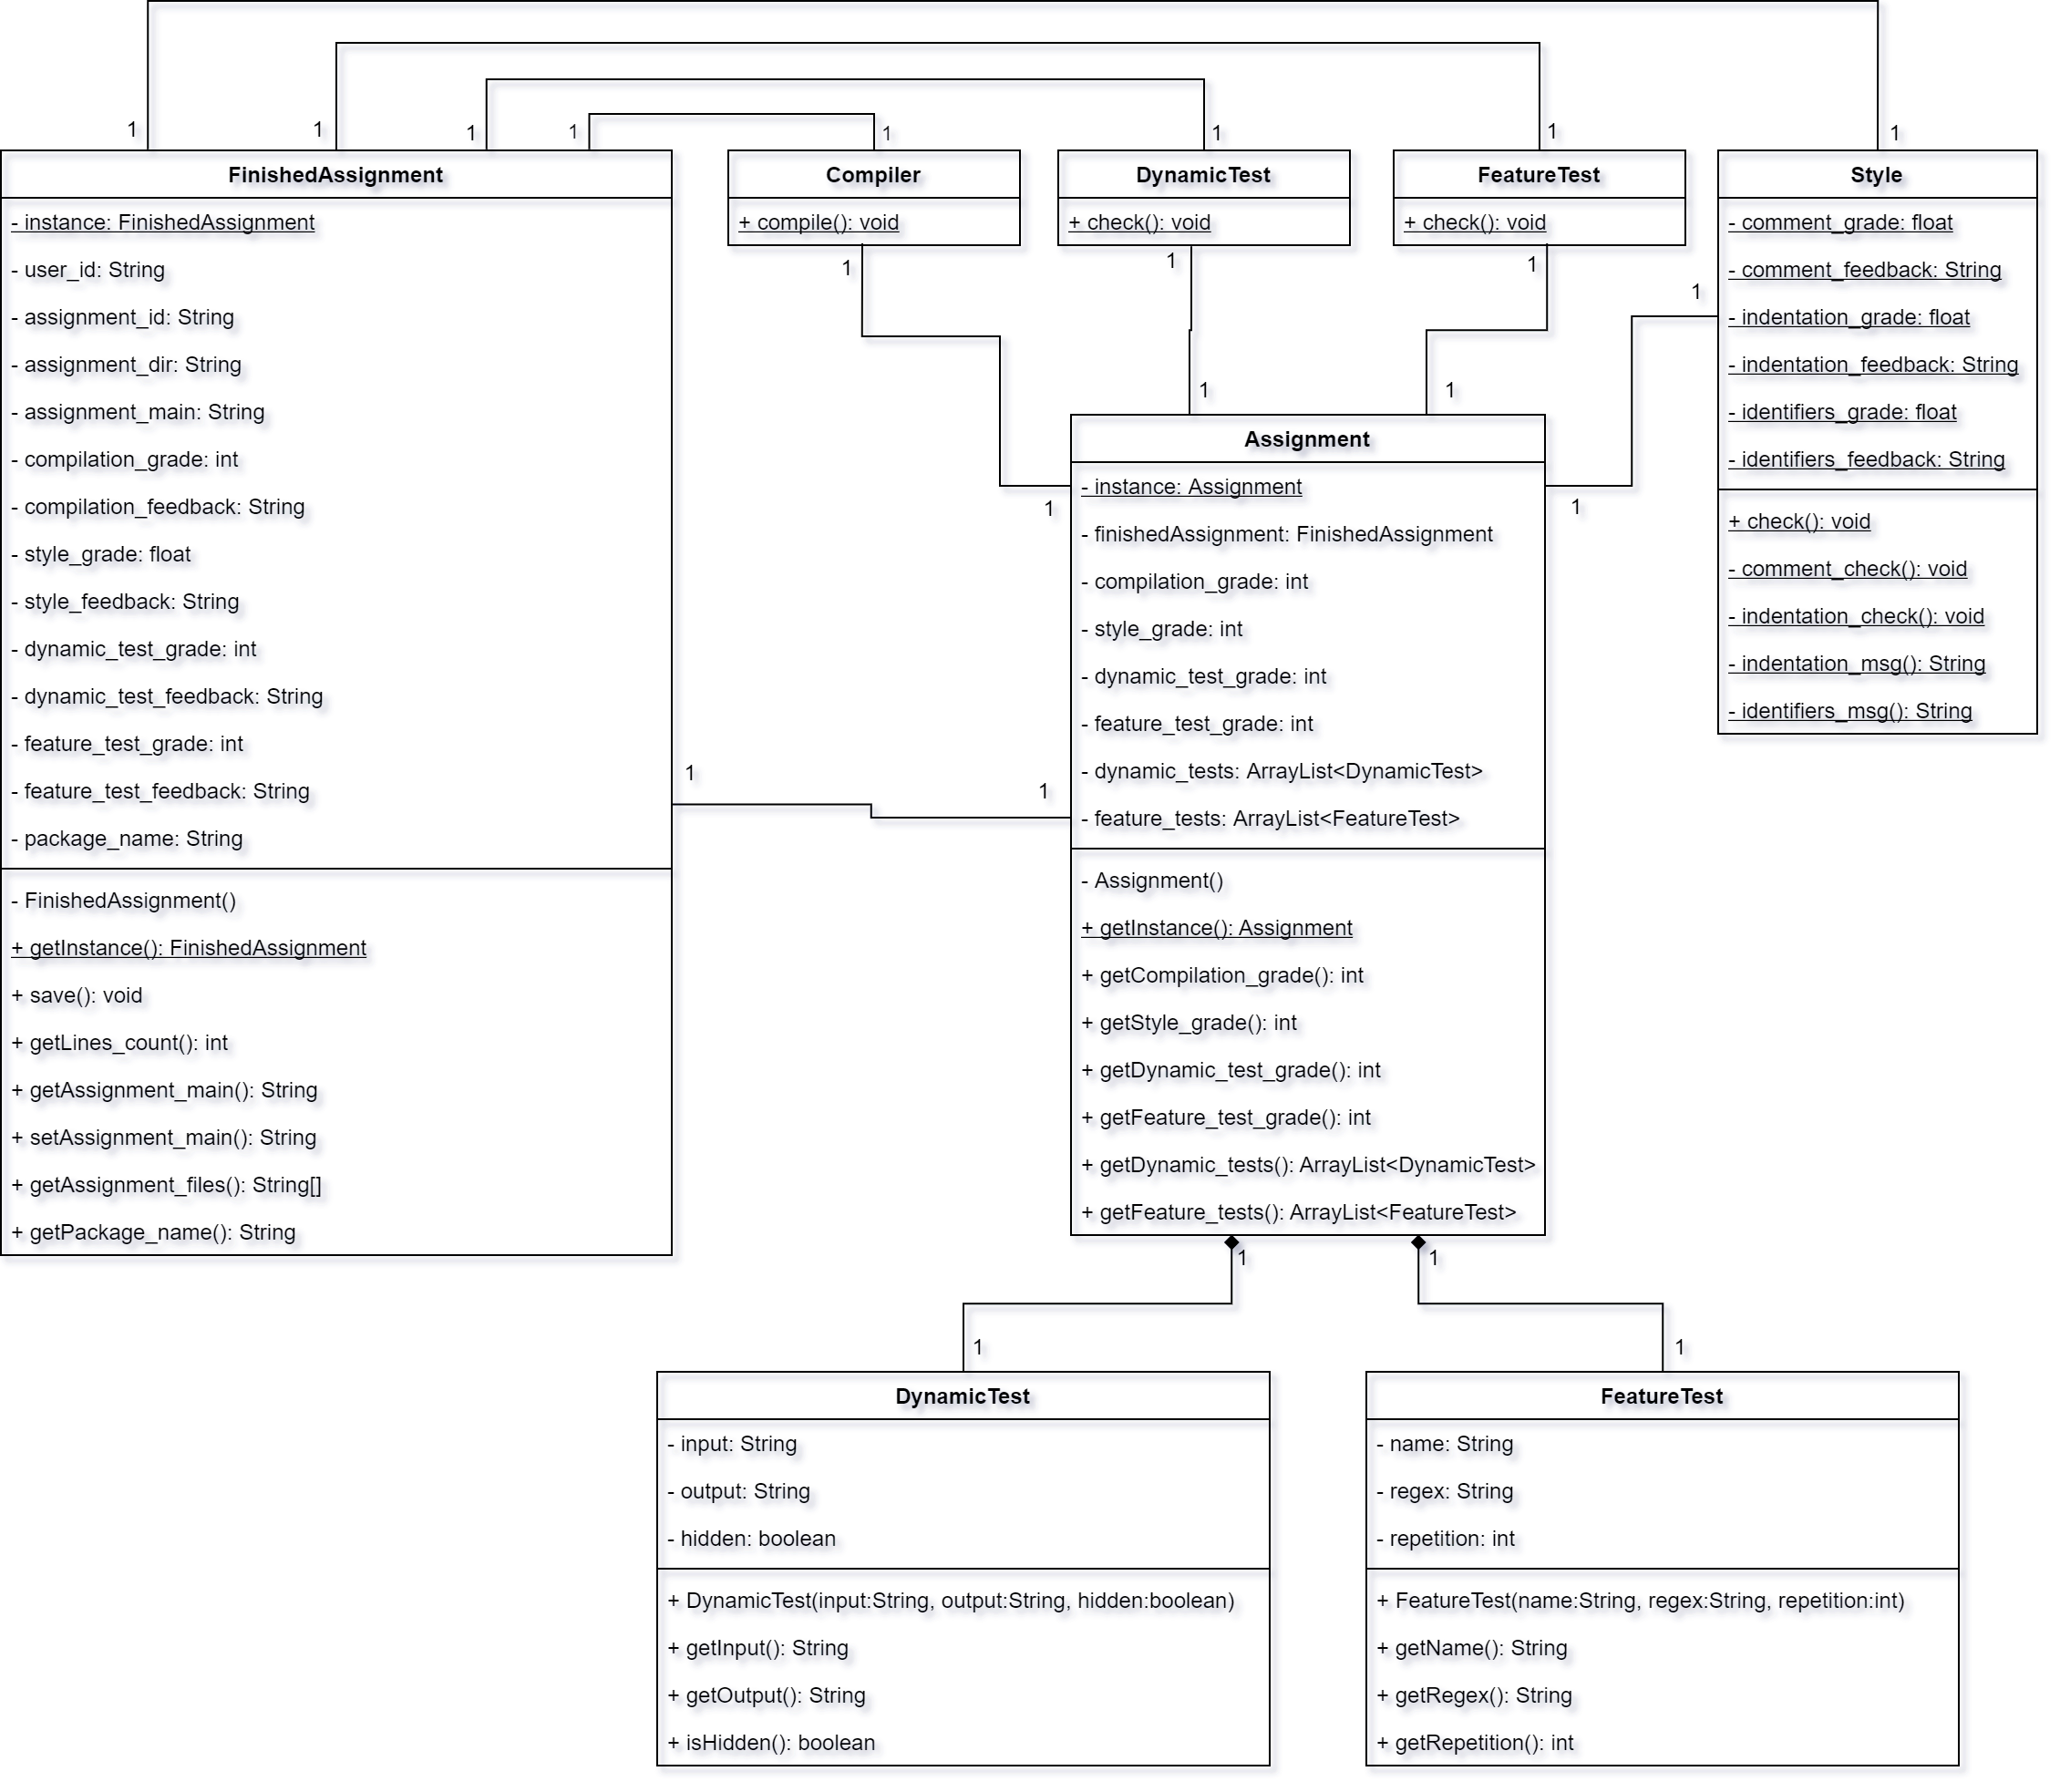 1
1
1
1
1
1
1
1
FinishedAssignment
- instance: FinishedAssignment
- user_id: String
- assignment_id: String
- assignment_dir: String
- assignment_main: String
- compilation_grade: int
- compilation_feedback: String
- style_grade: float
- style_feedback: String
- dynamic_test_grade: int
- dynamic_test_feedback: String
- feature_test_grade: int
- feature_test_feedback: String
- package_name: String
- FinishedAssignment()
+ getInstance(): FinishedAssignment
+ save(): void
+ getLines_count(): int
+ getAssignment_main(): String
+ setAssignment_main(): String
+ getAssignment_files(): String[]
+ getPackage_name(): String
Compiler
+ compile(): void
DynamicTest
+ check(): void
FeatureTest
+ check(): void
Style
- comment_grade: float
- comment_feedback: String
- indentation_grade: float
- indentation_feedback: String
- identifiers_grade: float
- identifiers_feedback: String
+ check(): void
- comment_check(): void
- indentation_check(): void
- indentation_msg(): String
- identifiers_msg(): String
1
1
1
1
1
1
1
1
1
1
Assignment
- instance: Assignment
- finishedAssignment: FinishedAssignment
- compilation_grade: int
- style_grade: int
- dynamic_test_grade: int
- feature_test_grade: int
- dynamic_tests: ArrayList<DynamicTest>
- feature_tests: ArrayList<FeatureTest>
- Assignment()
+ getInstance(): Assignment
+ getCompilation_grade(): int
+ getStyle_grade(): int
+ getDynamic_test_grade(): int
+ getFeature_test_grade(): int
+ getDynamic_tests(): ArrayList<DynamicTest>
+ getFeature_tests(): ArrayList<FeatureTest>
1
1
1
1
DynamicTest
- input: String
- output: String
- hidden: boolean
+ DynamicTest(input:String, output:String, hidden:boolean)
+ getInput(): String
+ getOutput(): String
+ isHidden(): boolean
FeatureTest
- name: String
- regex: String
- repetition: int
+ FeatureTest(name:String, regex:String, repetition:int)
+ getName(): String
+ getRegex(): String
+ getRepetition(): int